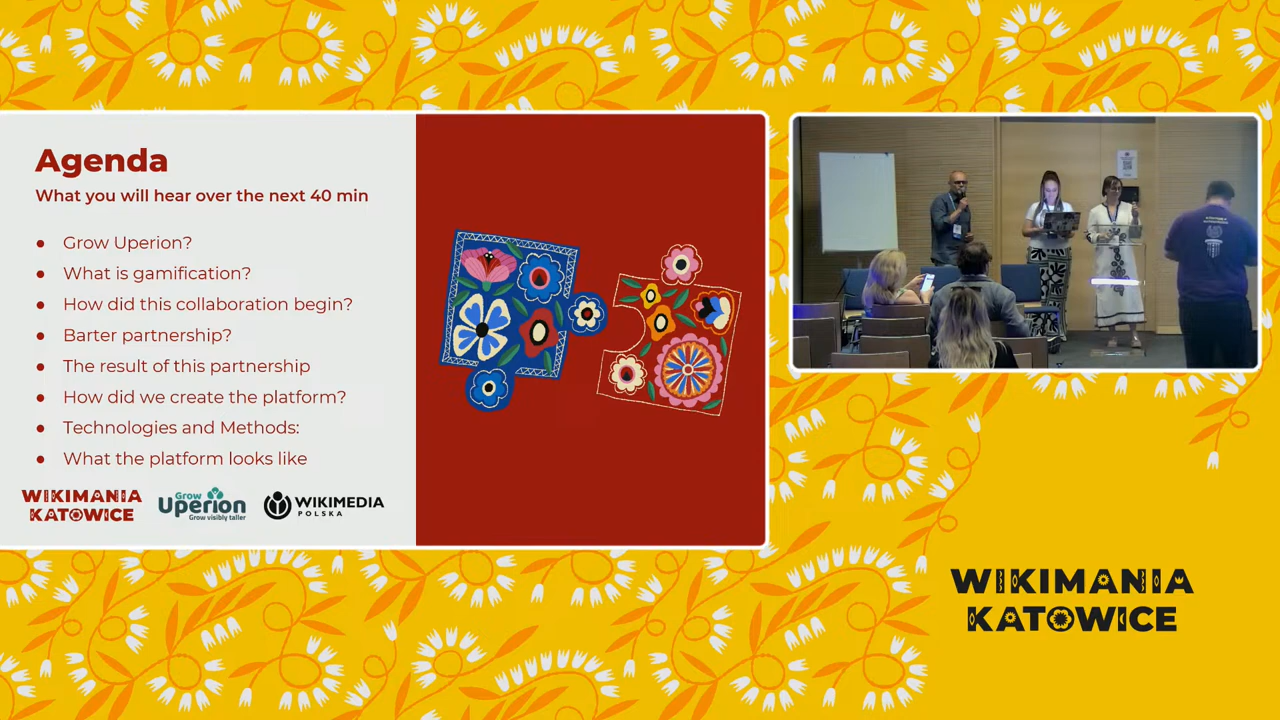 Agenda
What you will hear over the next 40 min
● Grow Uperion?
● What is gamification?
● How did this collaboration begin?
● Barter partnership?
● The result of this partnership
● How did we create the platform?
● Technologies and Methods:
● What the platform looks like
WIKIMANIA
KATOWICE
Grow
Uperion
Grow visibly taller
WIKIMEDIA
POLSKA
WIKIMANIA
KATOWICE